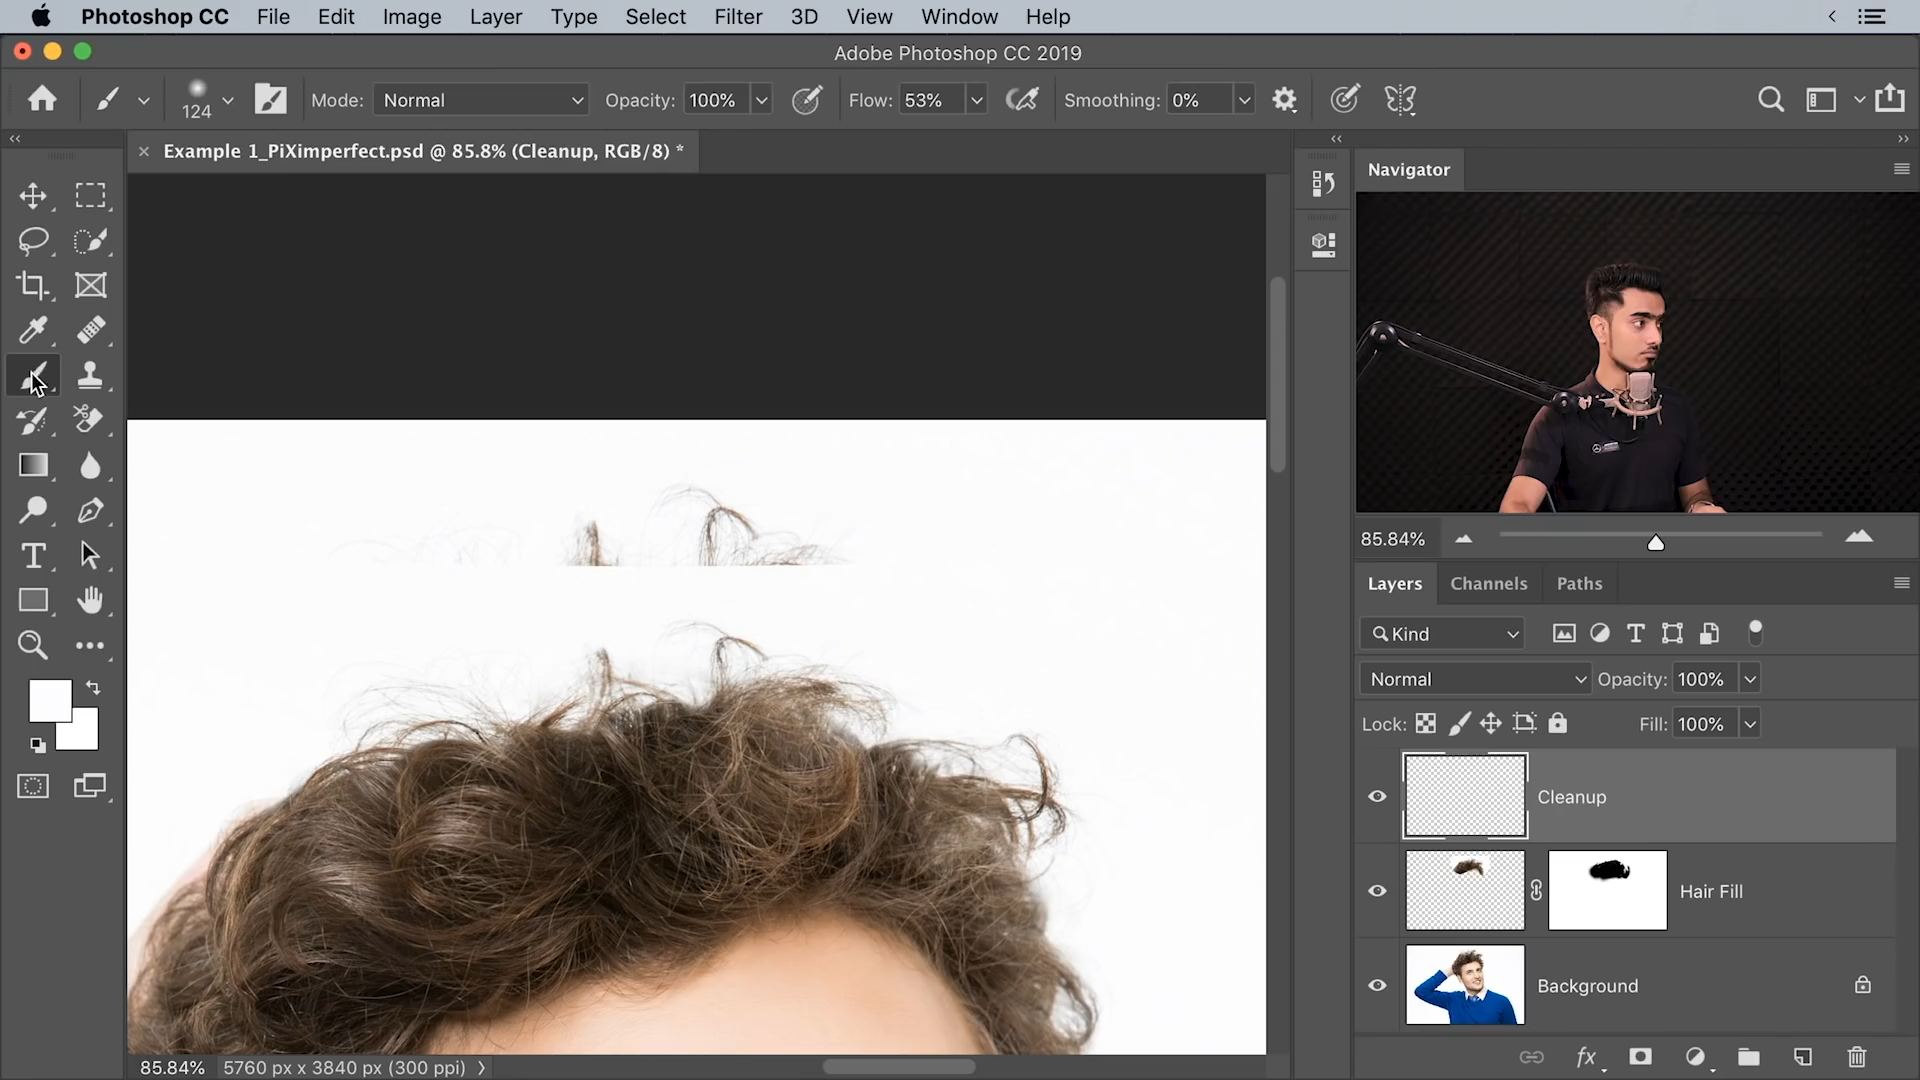 Photoshop CC File Edit Image Layer Type Select Filter 3D View Window Help
Adobe Photoshop CC 2019
124 Mode: Normal Opacity: 100% Flow: 53% Smoothing: 0%
Example 1_PiXimperfect.psd @ 85.8% (Cleanup, RGB/8) *
Navigator
85.84%
Layers Channels Paths
Kind
Normal Opacity: 100%
Lock: Fill: 100%
Cleanup
Hair Fill
Background
85.84% 5760 px x 3840 px (300 ppi)